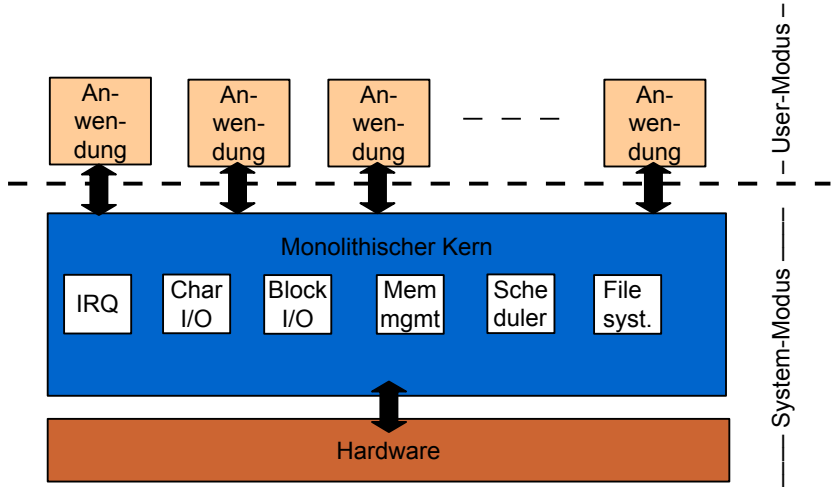 An-
wen-
dung
An-
wen-
dung
An-
wen-
dung
An-
wen-
dung
User-Modus
Monolithischer Kern
IRQ
Char
I/O
Block
I/O
Mem
mgmt
Sche
duler
File
syst.
System-Modus
Hardware